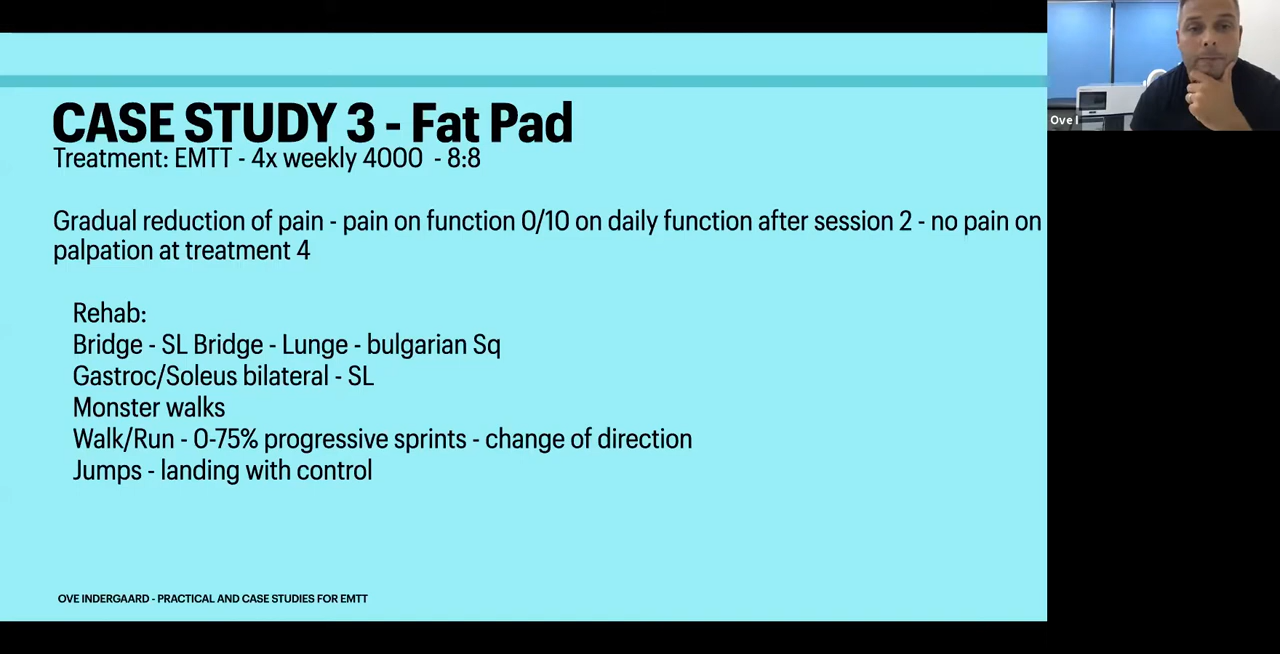 CASE STUDY 3 - Fat Pad
Treatment: EMTT - 4x weekly 4000 - 8:8
Gradual reduction of pain - pain on function 0/10 on daily function after session 2 - no pain on
palpation at treatment 4
Rehab:
Bridge - SL Bridge - Lunge - bulgarian Sq
Gastroc/Soleus bilateral - SL
Monster walks
Walk/Run - 0-75% progressive sprints - change of direction
Jumps - landing with control
OVE INDERGAARD - PRACTICAL AND CASE STUDIES FOR EMTT
Ove I